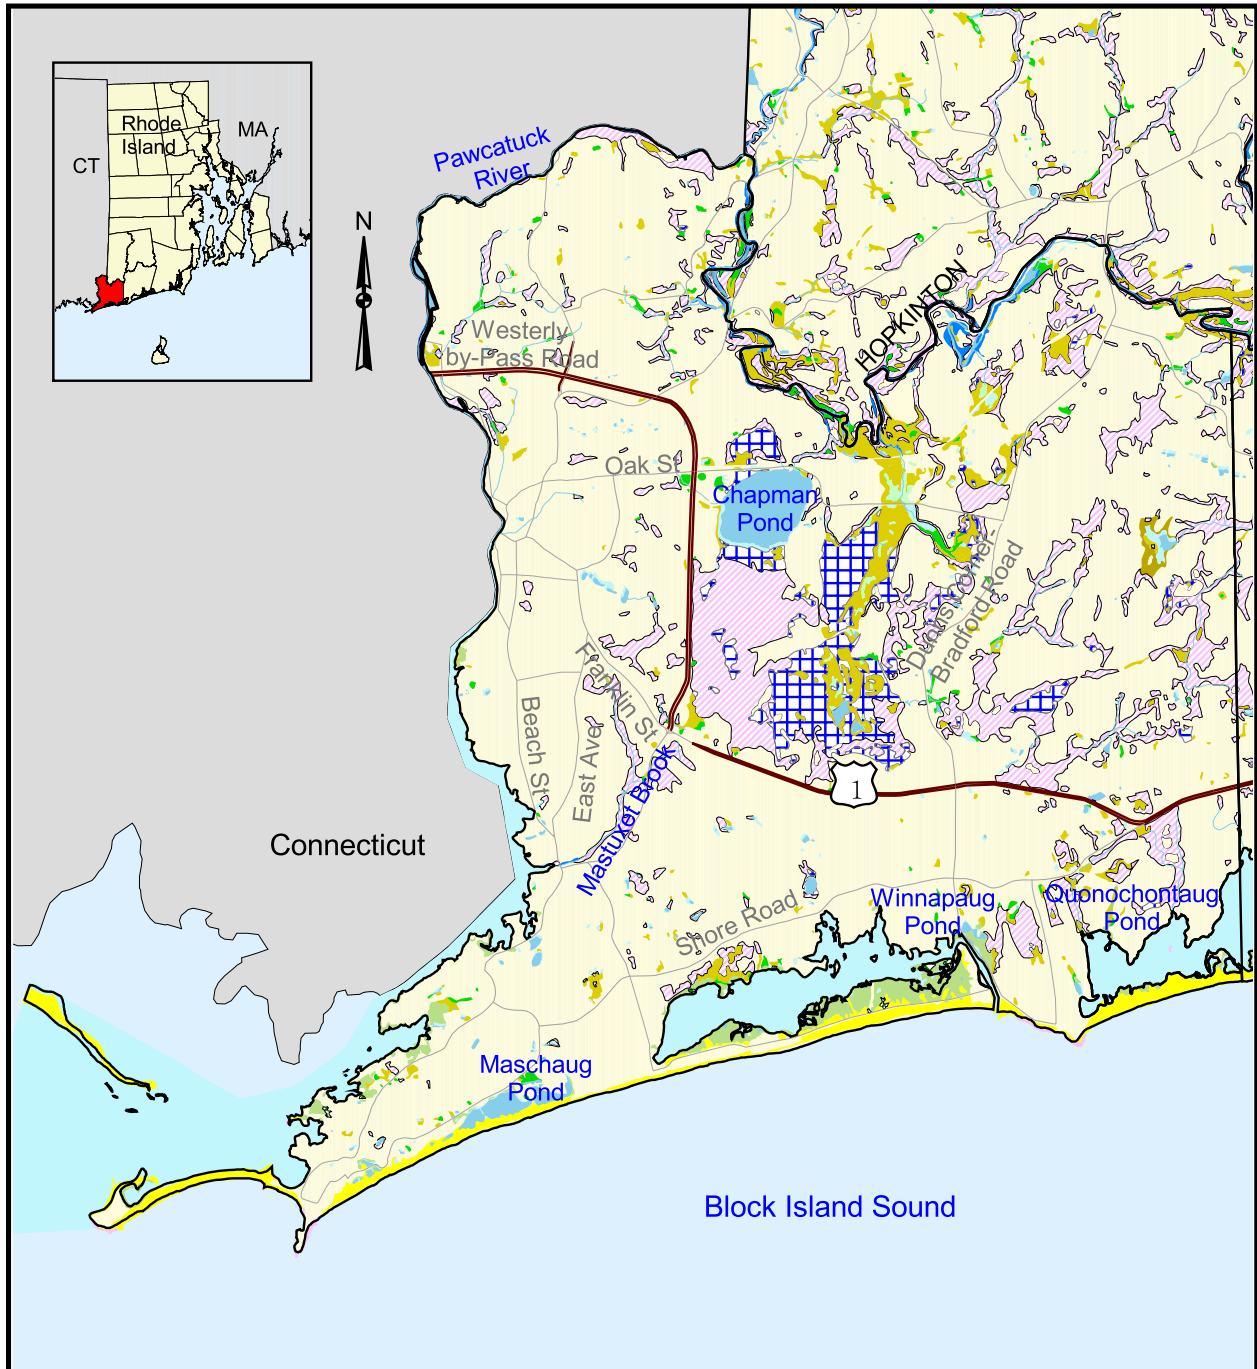 Rhode
Island
MA
CT
Pawcatuck
River
N
HOPKINTON
Westerly
by-Pass Road
Oak St
Chapman
Pond
Dunns Corner-
Bradford Road
Franklin St
Beach St
East Ave
Mastuxet Brook
1
Connecticut
Shore Road
Winnapaug
Pond
Quonochontaug
Pond
Maschaug
Pond
Block Island Sound